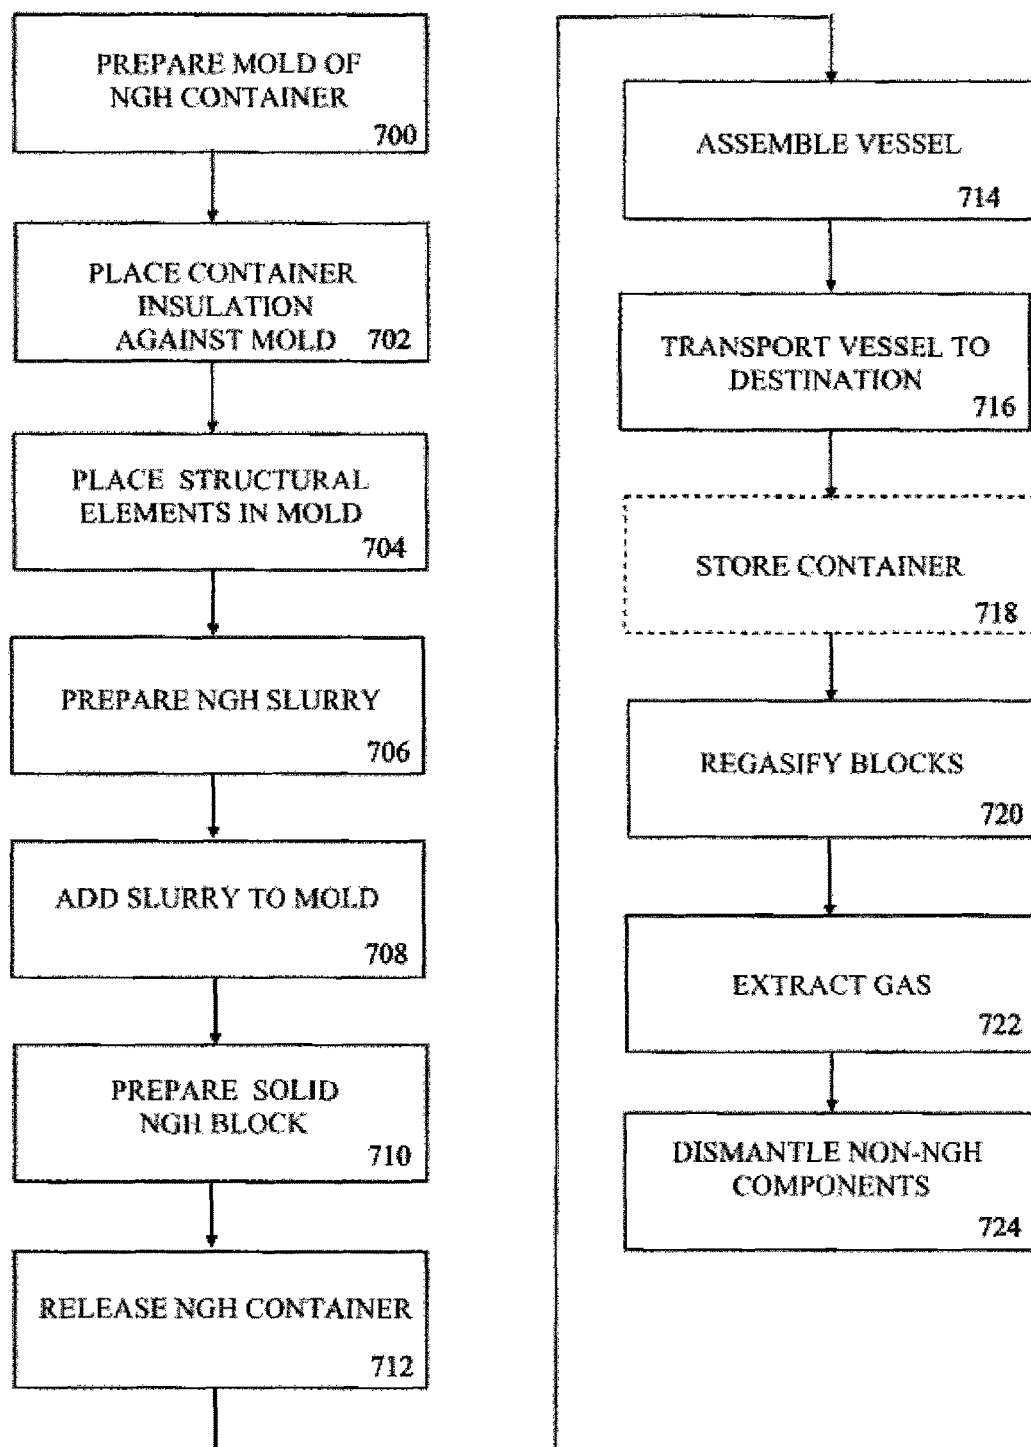 PREPARE MOLD OF
NGH CONTAINER
700
PLACE CONTAINER
INSULATION
AGAINST MOLD 702
PLACE STRUCTURAL
ELEMENTS IN MOLD
704
PREPARE NGH SLURRY
706
ADD SLURRY TO MOLD
708
PREPARE SOLID
NGH BLOCK
710
RELEASE NGH CONTAINER
712
ASSEMBLE VESSEL
714
TRANSPORT VESSEL TO
DESTINATION
716
STORE CONTAINER
718
REGASIFY BLOCKS
720
EXTRACT GAS
722
DISMANTLE NON-NGH
COMPONENTS
724